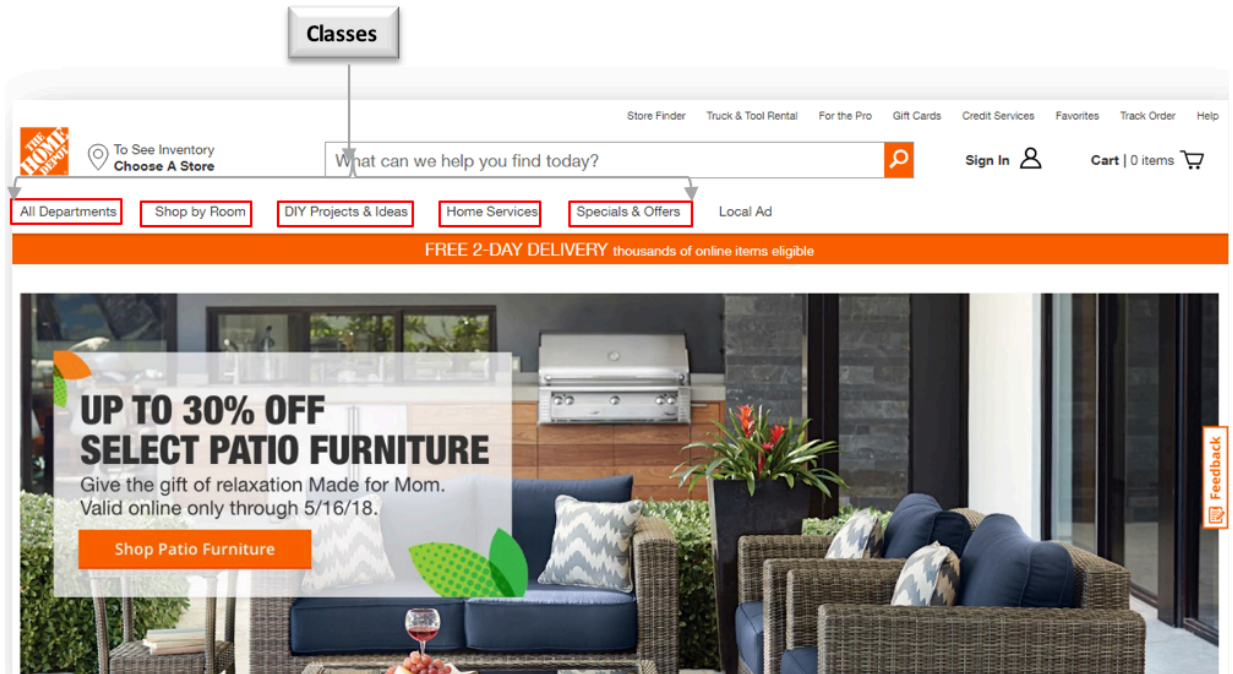 Classes
Store Finder Truck & Tool Rental For the Pro Gift Cards Credit Services Favorites Track Order Help
THE HOME DEPOT
To See Inventory
Choose A Store
What can we help you find today?
Sign In
Cart | 0 items
All Departments Shop by Room DIY Projects & Ideas Home Services Specials & Offers Local Ad
FREE 2-DAY DELIVERY thousands of online items eligible
UP TO 30% OFF
SELECT PATIO FURNITURE
Give the gift of relaxation Made for Mom.
Valid online only through 5/16/18.
Shop Patio Furniture
Feedback